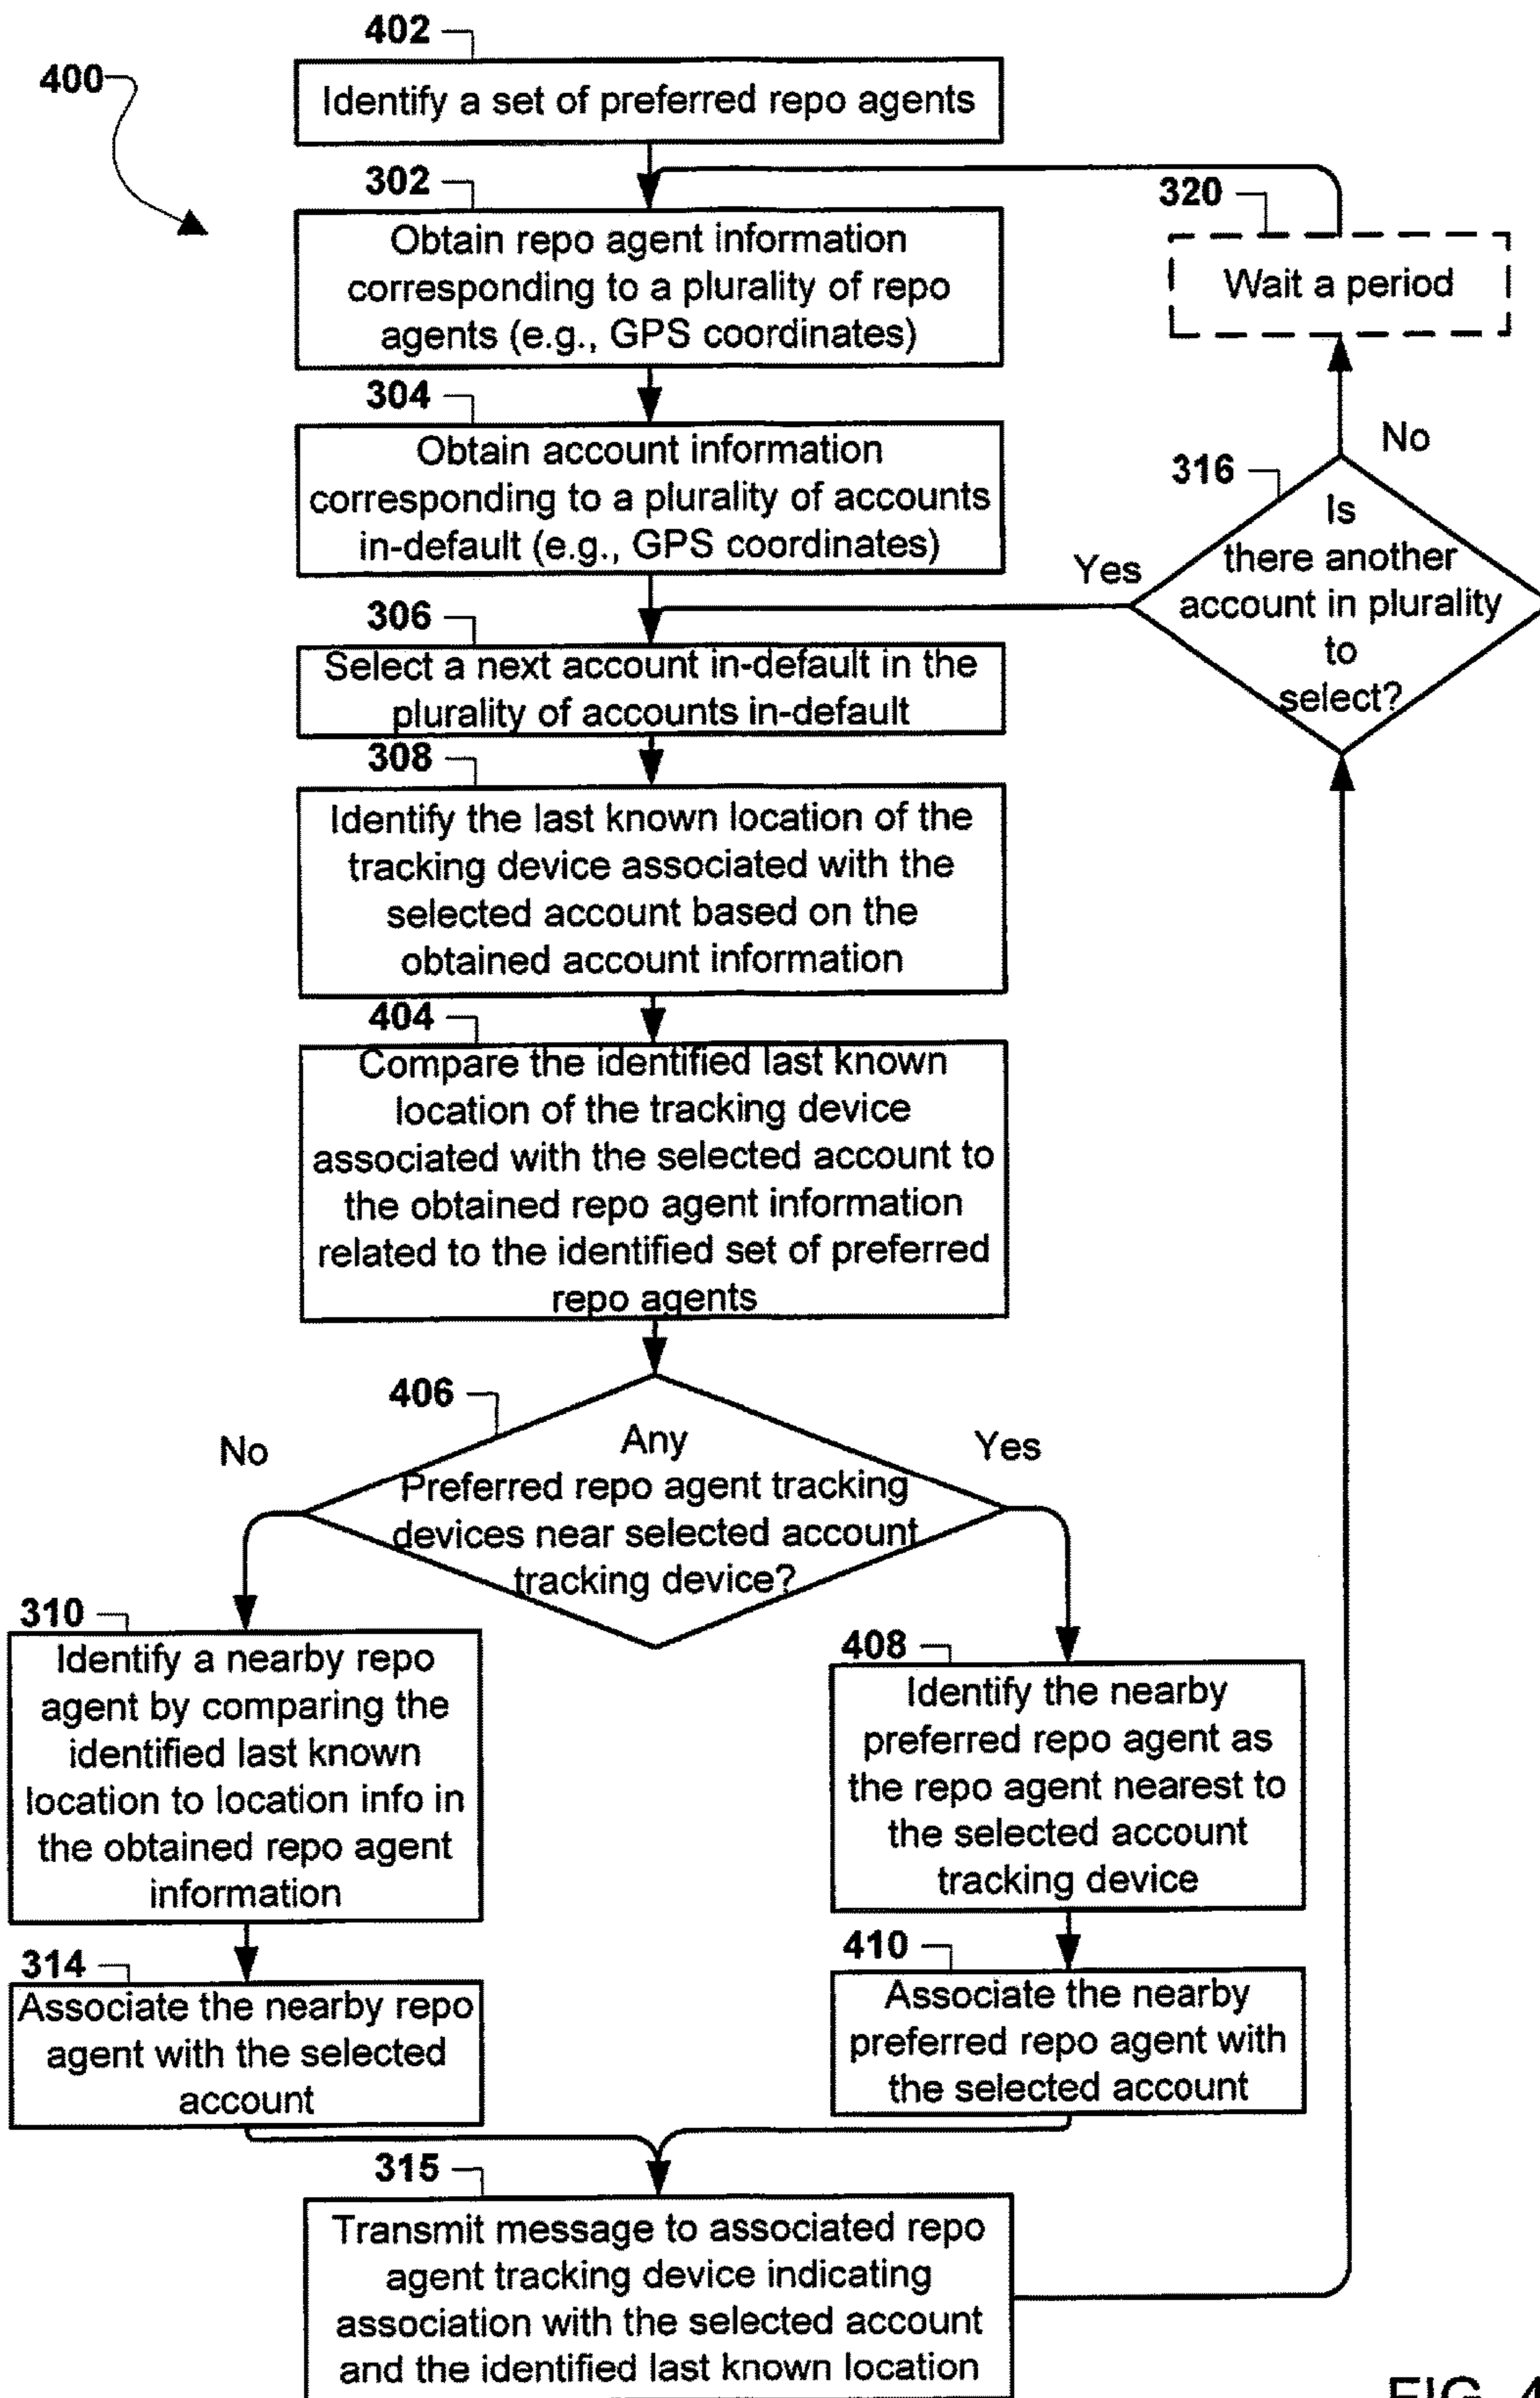 402
400
Identify a set of preferred repo agents
302
Obtain repo agent information
corresponding to a plurality of repo
agents (e.g., GPS coordinates)
320
Wait a period
304
Obtain account information
corresponding to a plurality of accounts
in-default (e.g., GPS coordinates)
No
316
Is
there another
account in plurality
to
select?
Yes
306
Select a next account in-default in the
plurality of accounts in-default
308
Identify the last known location of the
tracking device associated with the
selected account based on the
obtained account information
404
Compare the identified last known
location of the tracking device
associated with the selected account to
the obtained repo agent information
related to the identified set of preferred
repo agents
406
No
Any
Preferred repo agent tracking
devices near selected account
tracking device?
Yes
310
Identify a nearby repo
agent by comparing the
identified last known
location to location info in
the obtained repo agent
information
408
Identify the nearby
preferred repo agent as
the repo agent nearest to
the selected account
tracking device
314
Associate the nearby repo
agent with the selected
account
410
Associate the nearby
preferred repo agent with
the selected account
315
Transmit message to associated repo
agent tracking device indicating
association with the selected account
and the identified last known location
FIG. 4